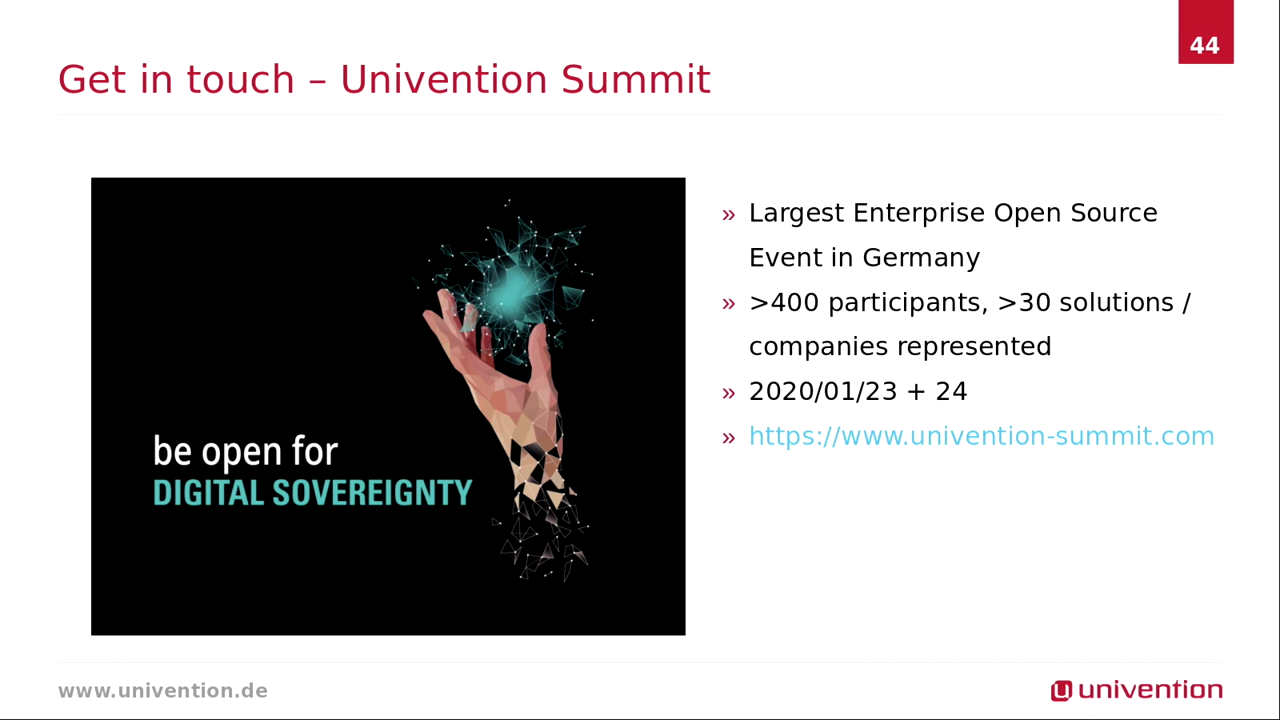 44
Get in touch – Univention Summit
be open for
DIGITAL SOVEREIGNTY
» Largest Enterprise Open Source
Event in Germany
» >400 participants, >30 solutions /
companies represented
» 2020/01/23 + 24
» https://www.univention-summit.com
www.univention.de
univention